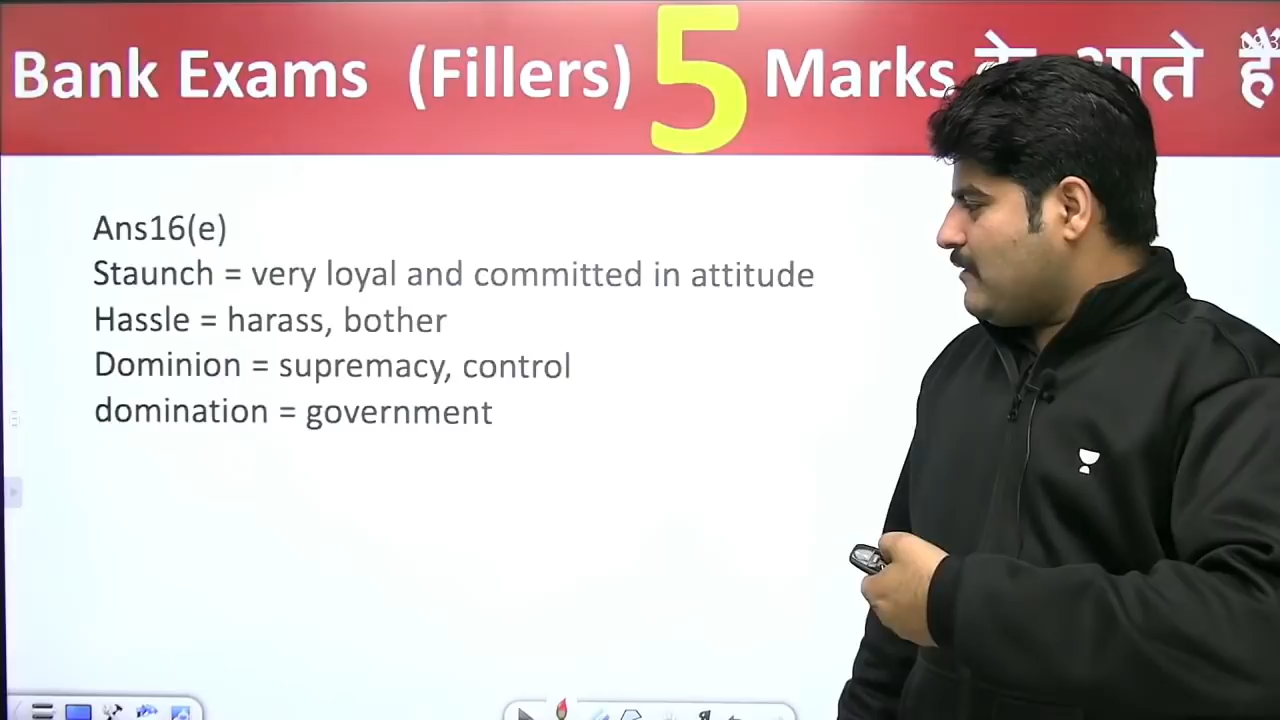 Bank Exams (Fillers) 5 Marks के आते हैं
Ans16(e)
Staunch = very loyal and committed in attitude
Hassle = harass, bother
Dominion = supremacy, control
domination = government